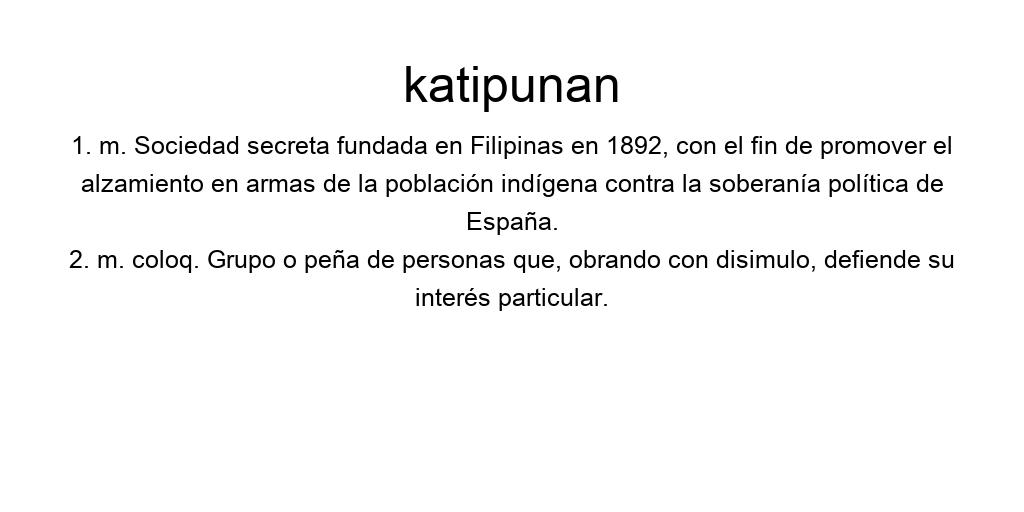 katipunan
1. m. Sociedad secreta fundada en Filipinas en 1892, con el fin de promover el
alzamiento en armas de la población indígena contra la soberanía política de
España.
2. m. coloq. Grupo o peña de personas que, obrando con disimulo, defiende su
interés particular.